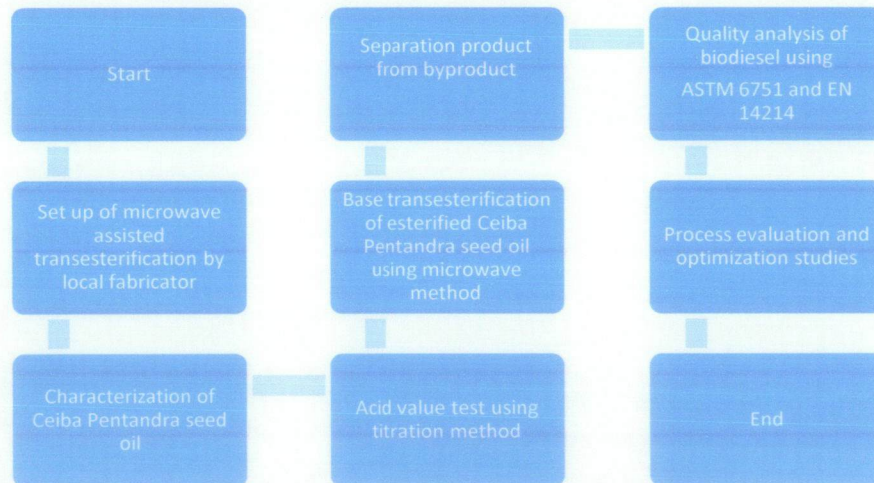 Start
Set up of microwave
assisted
transesterification by
local fabricator
Characterization of
Ceiba Pentandra seed
oil
Acid value test using
titration method
Base transesterification
of esterified Ceiba
Pentandra seed oil
using microwave
method
Separation product
from byproduct
Quality analysis of
biodiesel using
ASTM 6751 and EN
14214
Process evaluation and
optimization studies
End